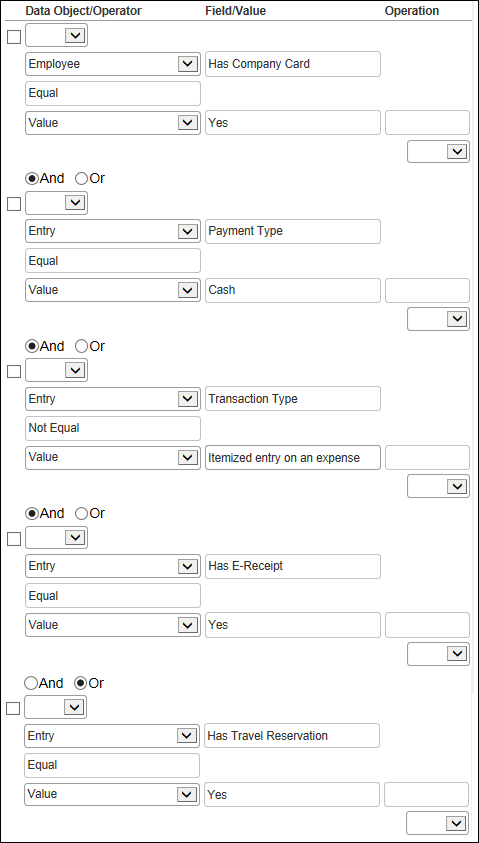 Data Object/Operator Field/Value Operation
Employee Has Company Card
Equal
Value Yes
And Or
Entry Payment Type
Equal
Value Cash
And Or
Entry Transaction Type
Not Equal
Value Itemized entry on an expense
And Or
Entry Has E-Receipt
Equal
Value Yes
And Or
Entry Has Travel Reservation
Equal
Value Yes